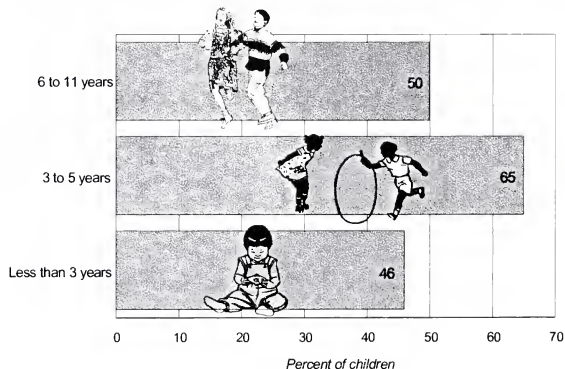 6 to 11 years 50
3 to 5 years 65
Less than 3 years 46
0 10 20 30 40 50 60 70
Percent of children